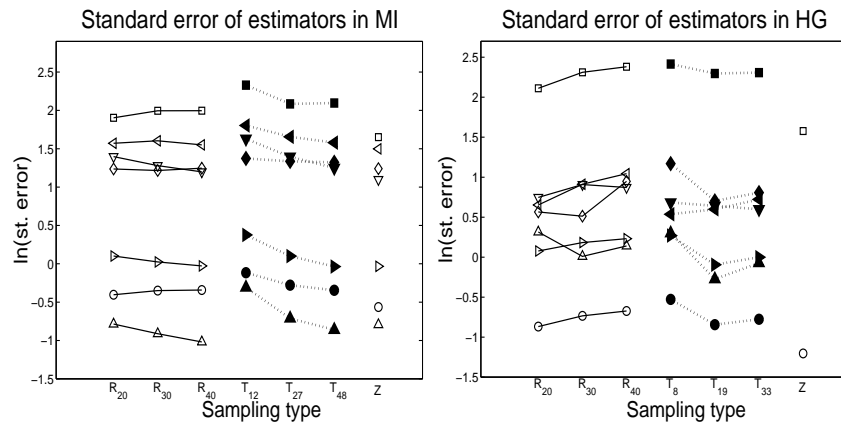 Standard error of estimators in MI
ln(st. error)
2.5
2
1.5
1
0.5
0
−0.5
−1
−1.5
R20 R30 R40 T12 T27 T48 Z
Sampling type
Standard error of estimators in HG
ln(st. error)
2.5
2
1.5
1
0.5
0
−0.5
−1
−1.5
R20 R30 R40 T8 T19 T33 Z
Sampling type